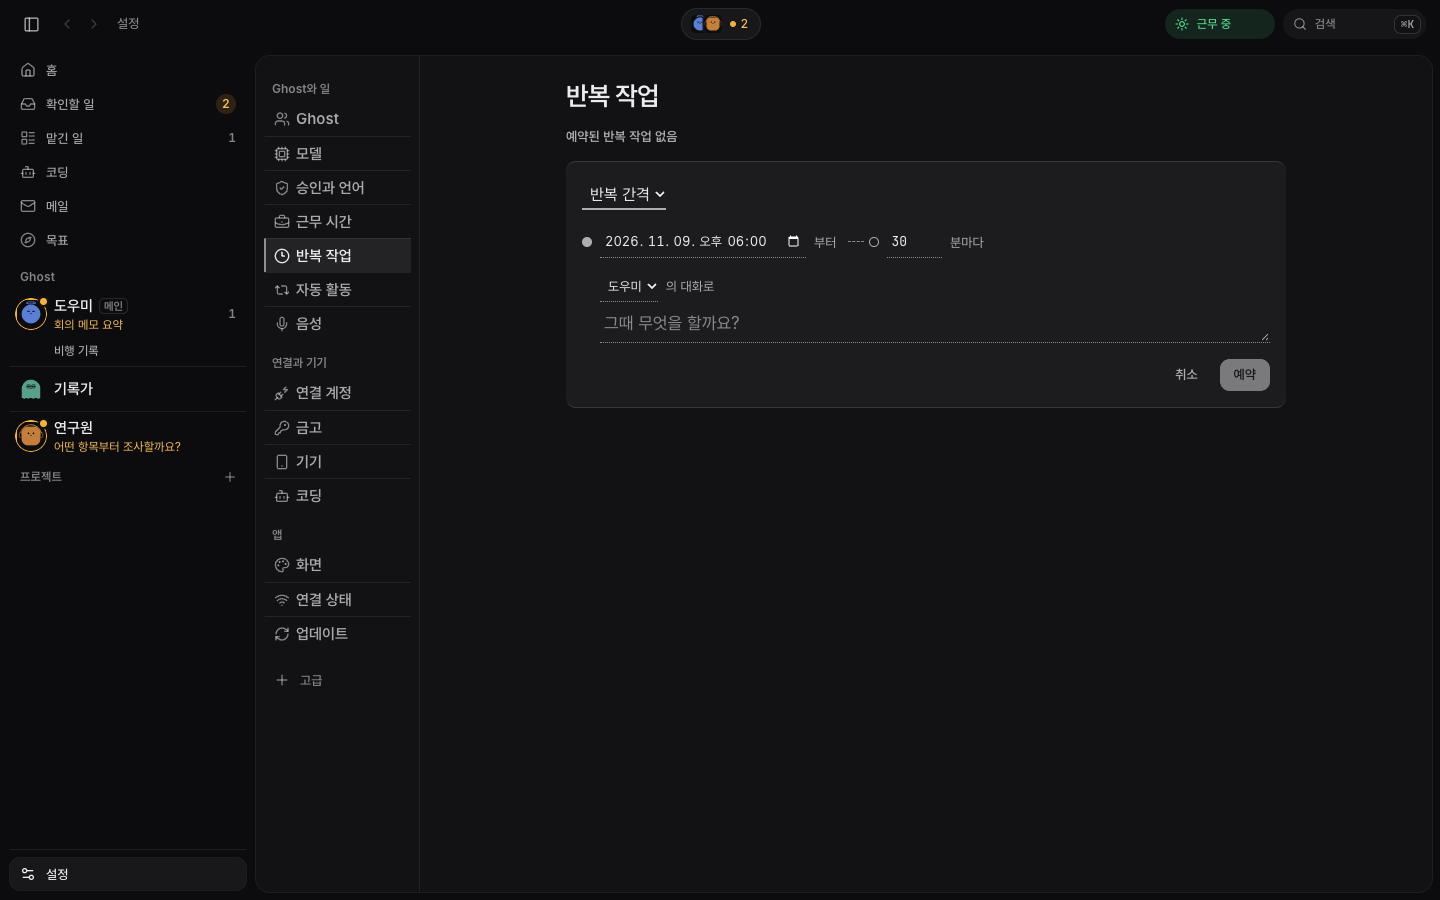 설정
2
근무 중
검색
⌘K
홈
확인할 일
2
맡긴 일
1
코딩
메일
목표
Ghost
도우미
메인
회의 메모 요약
1
비행 기록
기록가
연구원
어떤 항목부터 조사할까요?
프로젝트
설정
Ghost와 일
Ghost
모델
승인과 언어
근무 시간
반복 작업
자동 활동
음성
연결과 기기
연결 계정
금고
기기
코딩
앱
화면
연결 상태
업데이트
고급
반복 작업
예약된 반복 작업 없음
반복 간격
2026. 11. 09. 오후 06:00 부터 30 분마다
도우미 의 대화로
그때 무엇을 할까요?
취소 예약